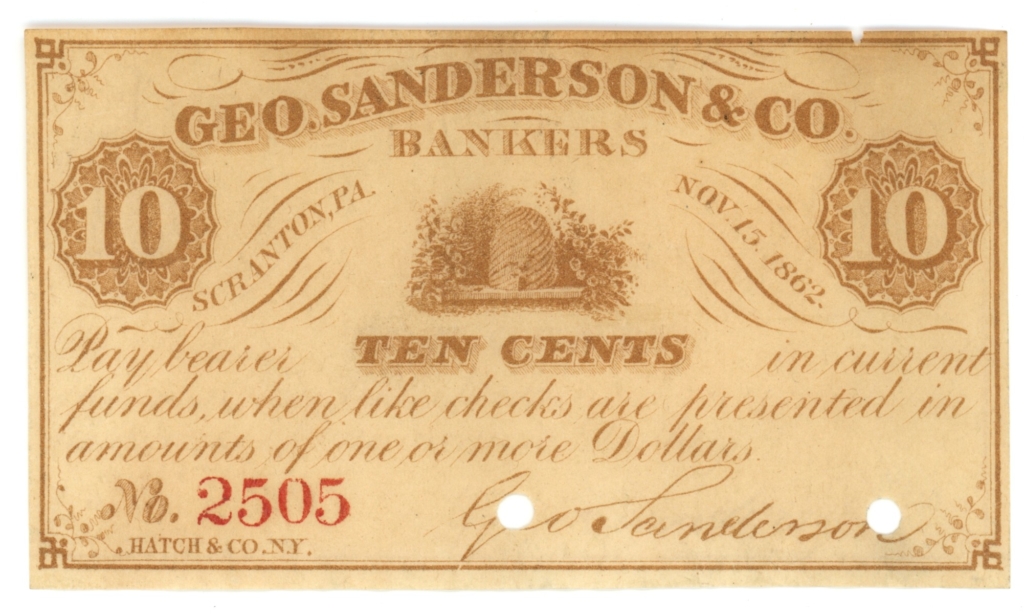 GEO. SANDERSON & CO.
BANKERS
10
10
SCRANTON, PA.
NOV. 15. 1862.
Pay bearer TEN CENTS in current
funds, when like checks are presented in
amounts of one or more Dollars.
No. 2505
Geo Sanderson
HATCH & CO. N.Y.